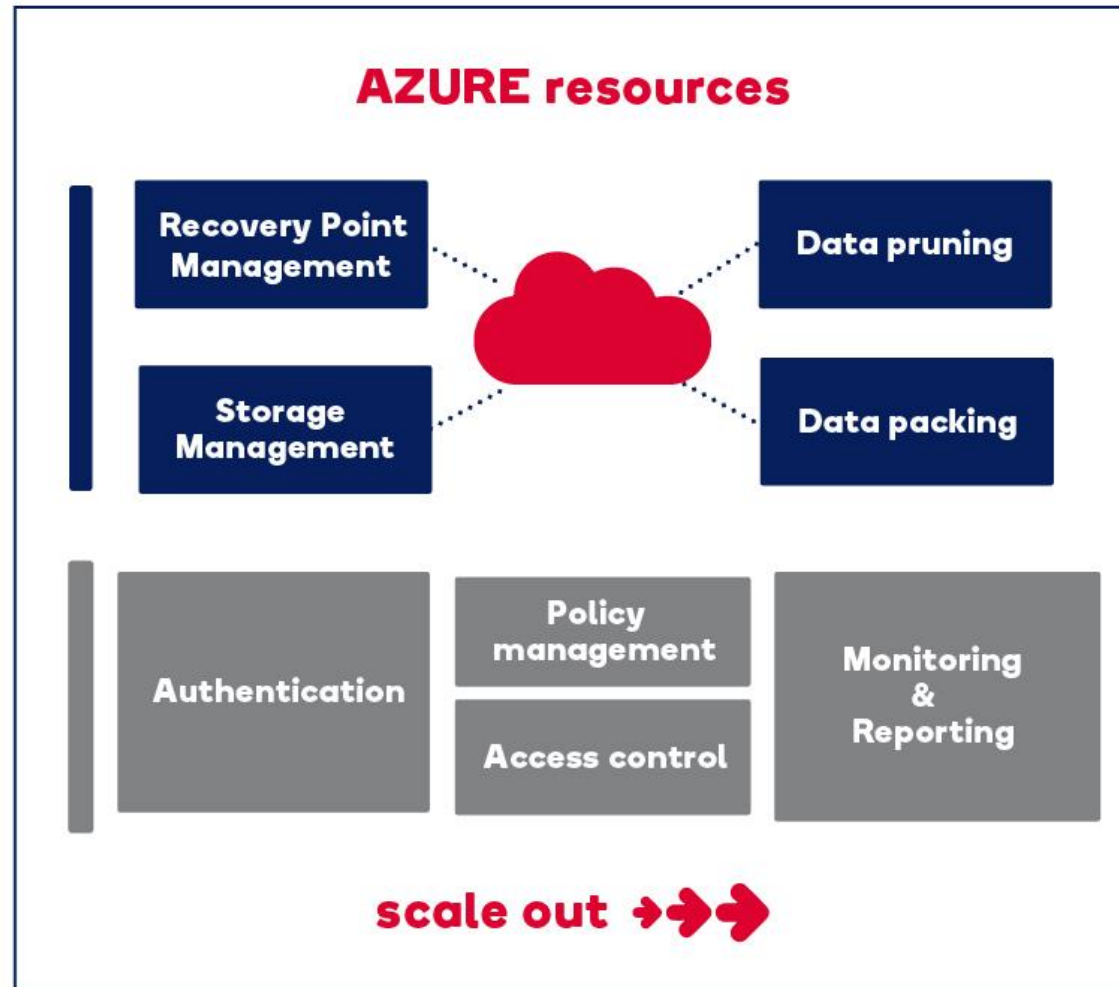 AZURE resources
Recovery Point
Management
Data pruning
Storage
Management
Data packing
Authentication
Policy
management
Access control
Monitoring
&
Reporting
scale out